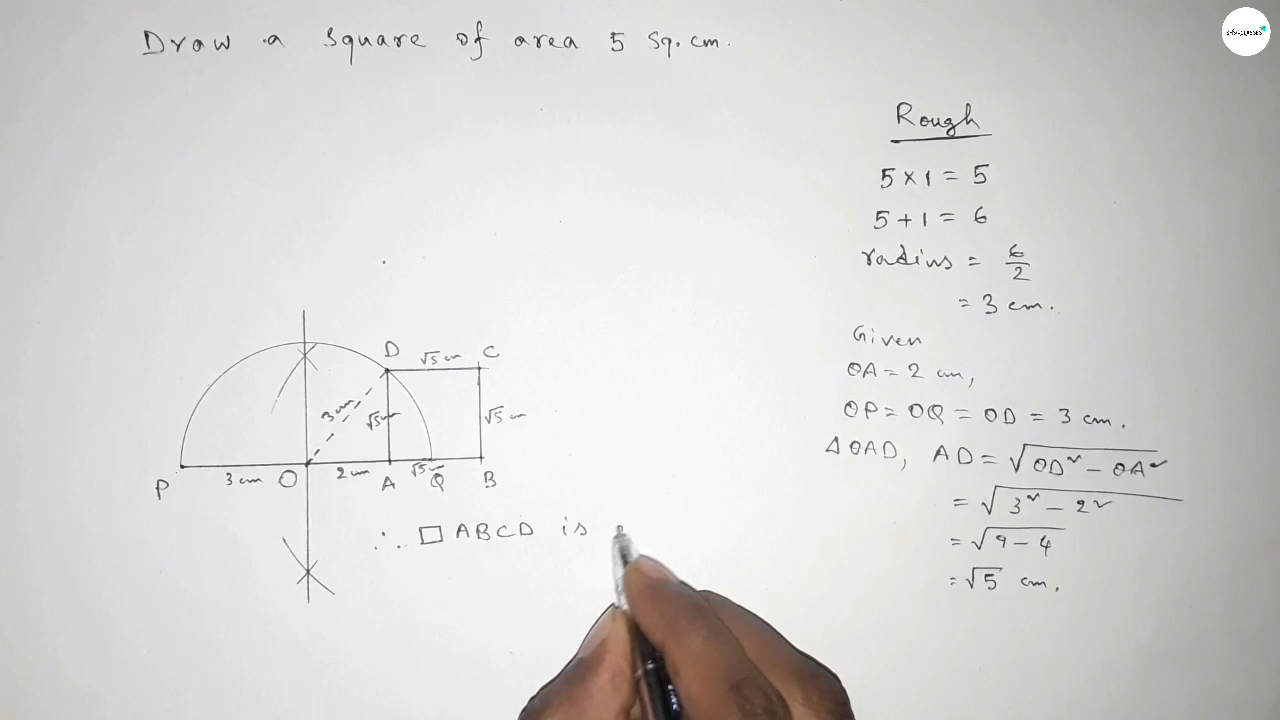 Draw a square of area 5 sq.cm.
Rough
5 × 1 = 5
5 + 1 = 6
radius = 6/2
= 3 cm.
Given
OA = 2 cm,
OP = OQ = OD = 3 cm.
Δ OAD, AD = √OD² − OA²
= √3² − 2²
= √9 − 4
= √5 cm.
D √5 cm C
3 cm √5 cm √5 cm
P 3 cm O 2 cm A √5 cm Q B
∴ □ ABCD is